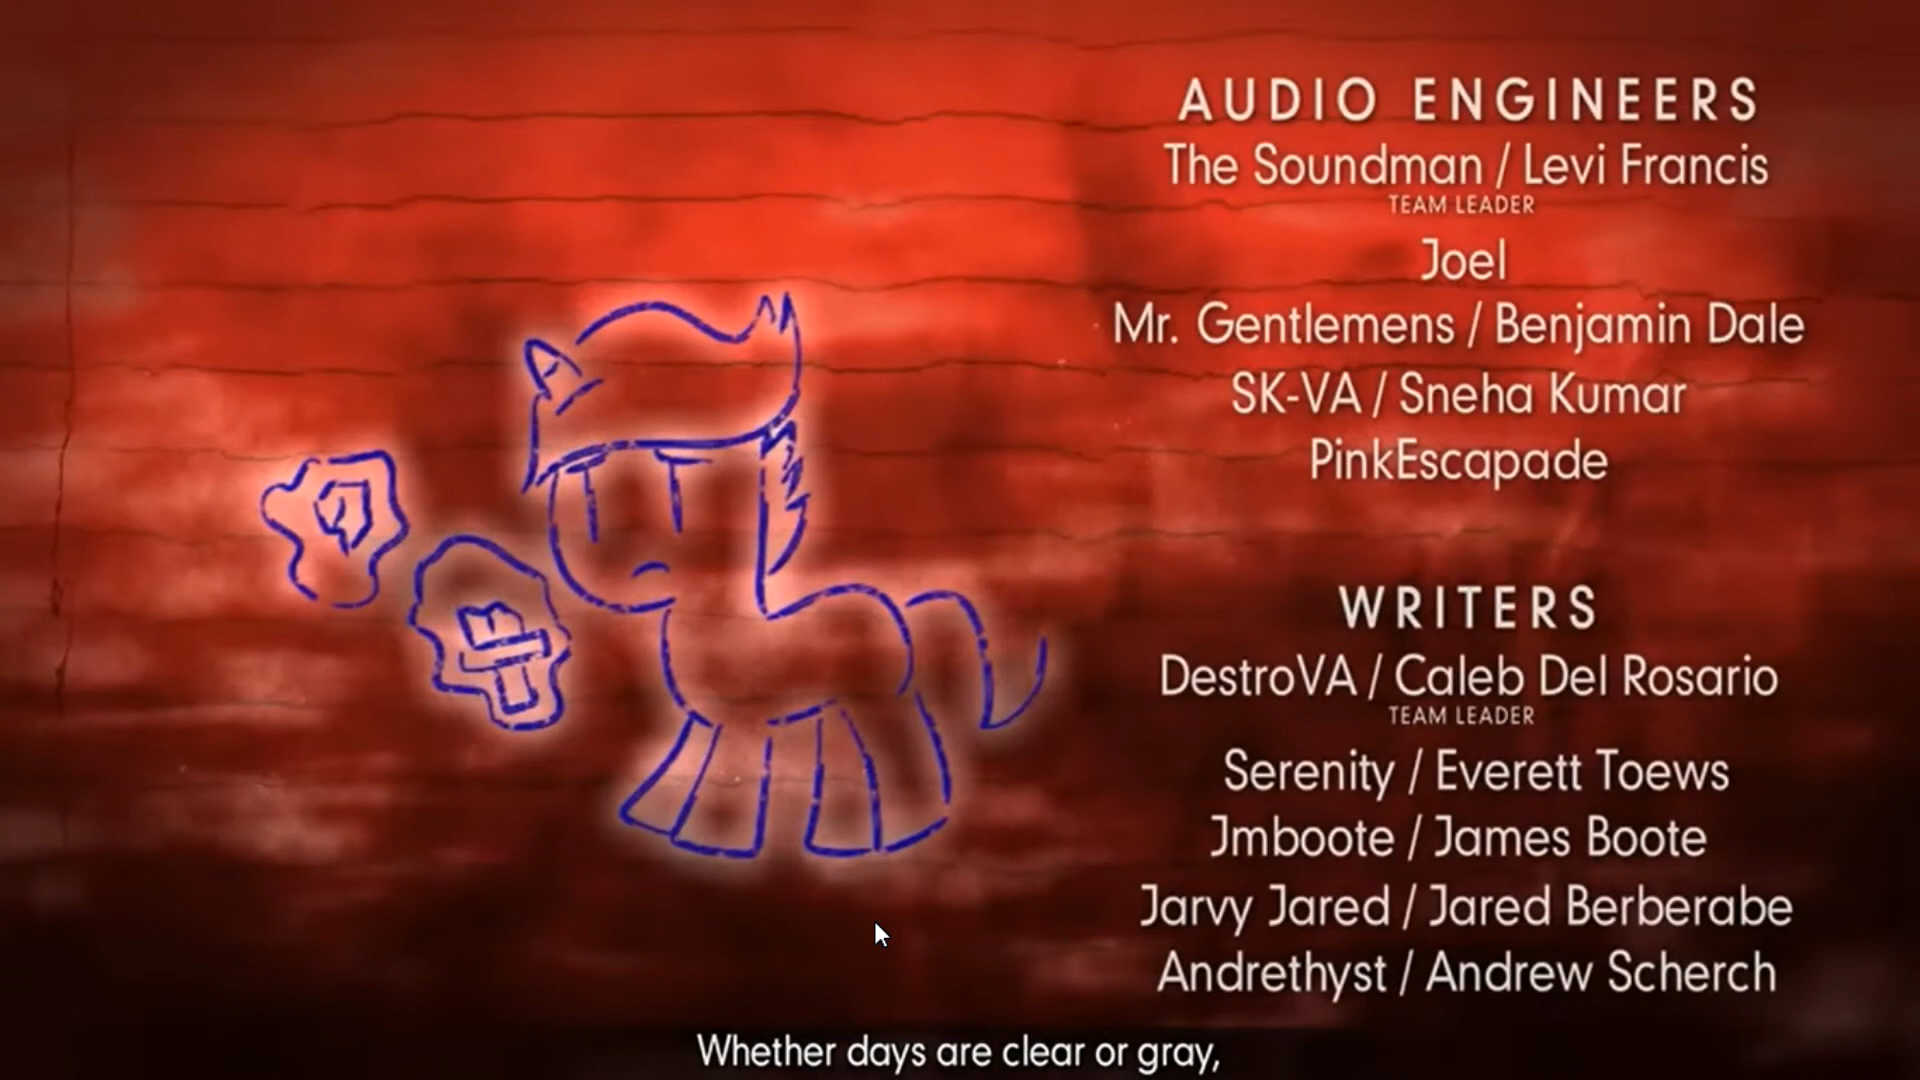 AUDIO ENGINEERS
The Soundman / Levi Francis
TEAM LEADER
Joel
Mr. Gentlemens / Benjamin Dale
SK-VA / Sneha Kumar
PinkEscapade
WRITERS
DestroVA / Caleb Del Rosario
TEAM LEADER
Serenity / Everett Toews
Jmboote / James Boote
Jarvy Jared / Jared Berberabe
Andrethyst / Andrew Scherch
Whether days are clear or gray,